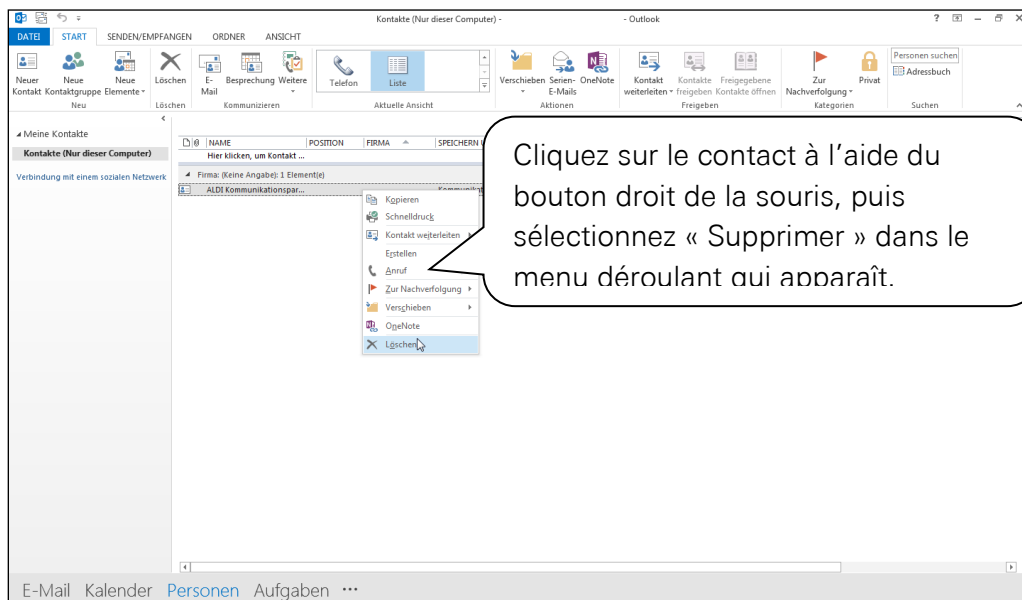 Kontakte (Nur dieser Computer) - - Outlook
DATEI START SENDEN/EMPFANGEN ORDNER ANSICHT
Neuer Kontakt
Neue Kontaktgruppe
Neue Elemente
Neu
Löschen
Löschen
E-Mail
Besprechung
Weitere
Kommunizieren
Telefon
Liste
Aktuelle Ansicht
Verschieben
Serien-E-Mails
OneNote
Aktionen
Kontakt weiterleiten
Kontakte freigeben
Freigegebene Kontakte öffnen
Freigeben
Zur Nachverfolgung
Privat
Kategorien
Personen suchen
Adressbuch
Suchen
Meine Kontakte
Kontakte (Nur dieser Computer)
Verbindung mit einem sozialen Netzwerk
NAME POSITION FIRMA SPEICHERN
Hier klicken, um Kontakt ...
Firma: (Keine Angabe): 1 Element(e)
ALDI Kommunikationspar...
Kopieren
Schnelldruck
Kontakt weiterleiten
Erstellen
Anruf
Zur Nachverfolgung
Verschieben
OneNote
Löschen
Cliquez sur le contact à l’aide du
bouton droit de la souris, puis
sélectionnez « Supprimer » dans le
menu déroulant qui apparaît.
E-Mail Kalender Personen Aufgaben ...